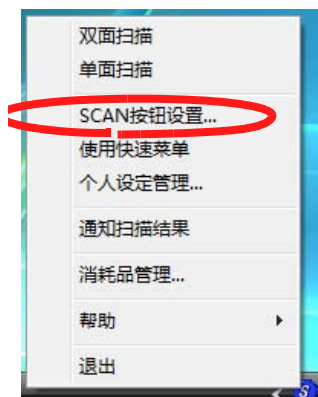 双面扫描
单面扫描
SCAN按钮设置...
使用快速菜单
个人设定管理...
通知扫描结果
消耗品管理...
帮助
退出
S